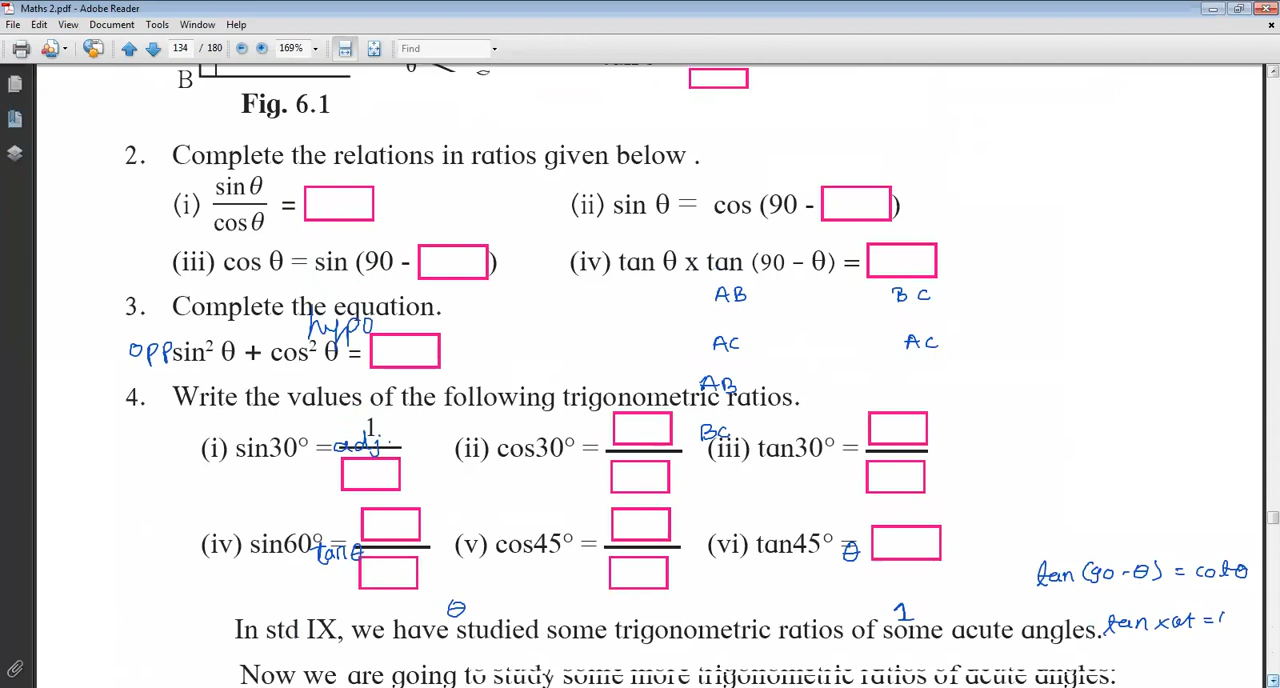 Maths 2.pdf - Adobe Reader
File Edit View Document Tools Window Help
134 / 180 169% Find
B θ
Fig. 6.1
2. Complete the relations in ratios given below .
(i) sin θ / cos θ = (ii) sin θ = cos (90 - )
(iii) cos θ = sin (90 - ) (iv) tan θ x tan (90 – θ) =
AB BC
3. Complete the equation.
hypo
opp sin² θ + cos² θ = AC AC
AB
4. Write the values of the following trigonometric ratios.
(i) sin30° = 1 adj (ii) cos30° = BC (iii) tan30° =
(iv) sin60° = tan θ (v) cos45° = (vi) tan45° = θ
tan (90 - θ) = cot θ
θ 1
In std IX, we have studied some trigonometric ratios of some acute angles. tan x cot = 1
Now we are going to study some more trigonometric ratios of acute angles: